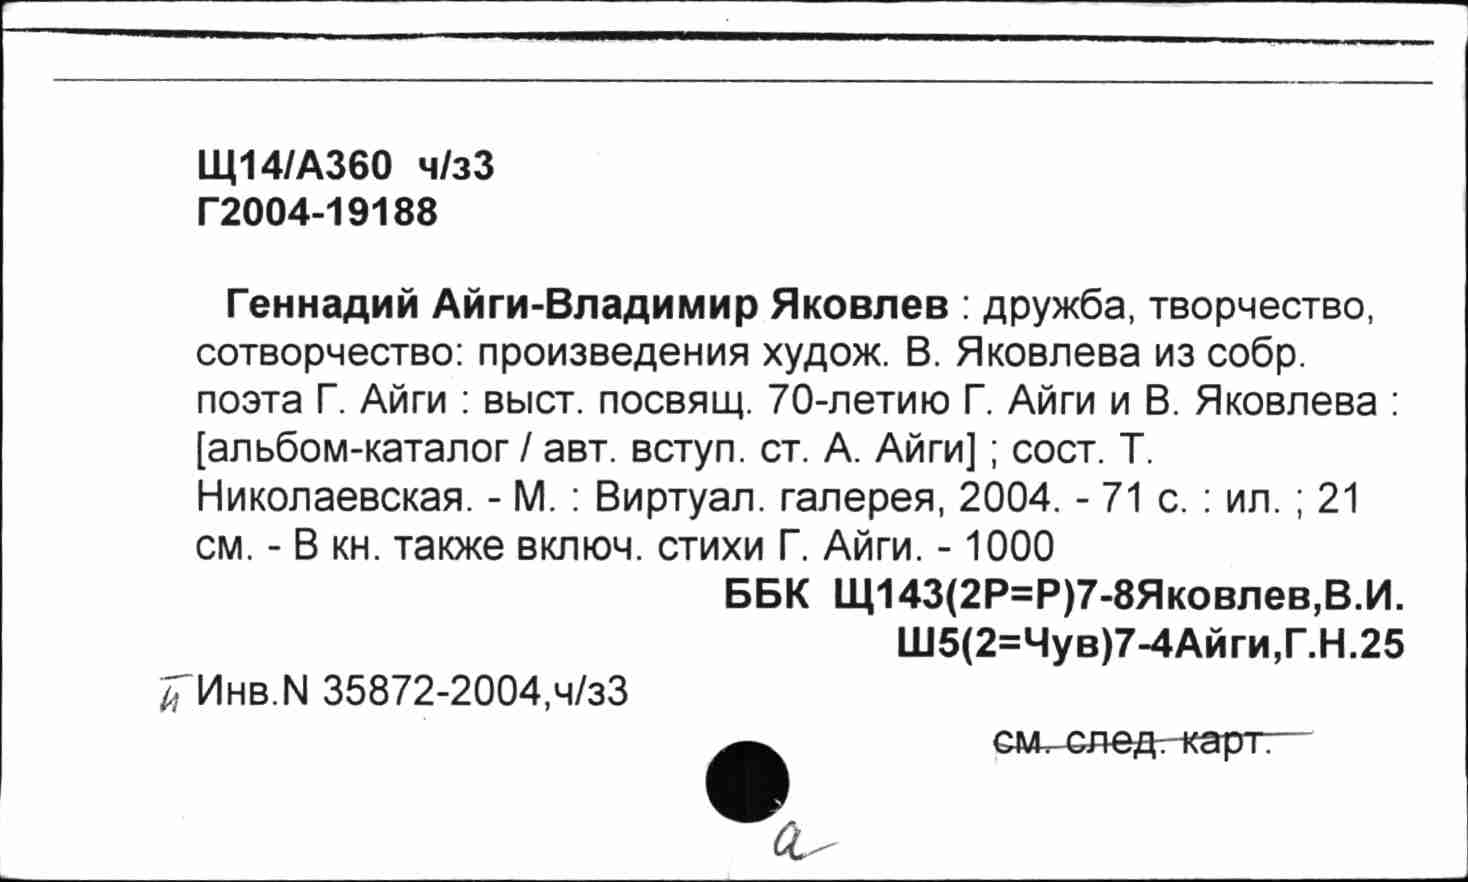 Щ14/А360 ч/з3
Г2004-19188
Геннадий Айги-Владимир Яковлев : дружба, творчество,
сотворчество: произведения худож. В. Яковлева из собр.
поэта Г. Айги : выст. посвящ. 70-летию Г. Айги и В. Яковлева :
[альбом-каталог / авт. вступ. ст. А. Айги] ; сост. Т.
Николаевская. - М. : Виртуал. галерея, 2004. - 71 с. : ил. ; 21
см. - В кн. также включ. стихи Г. Айги. - 1000
ББК Щ143(2Р=Р)7-8Яковлев,В.И.
Ш5(2=Чув)7-4Айги,Г.Н.25
и Инв.N 35872-2004,ч/з3
см. след. карт.
а